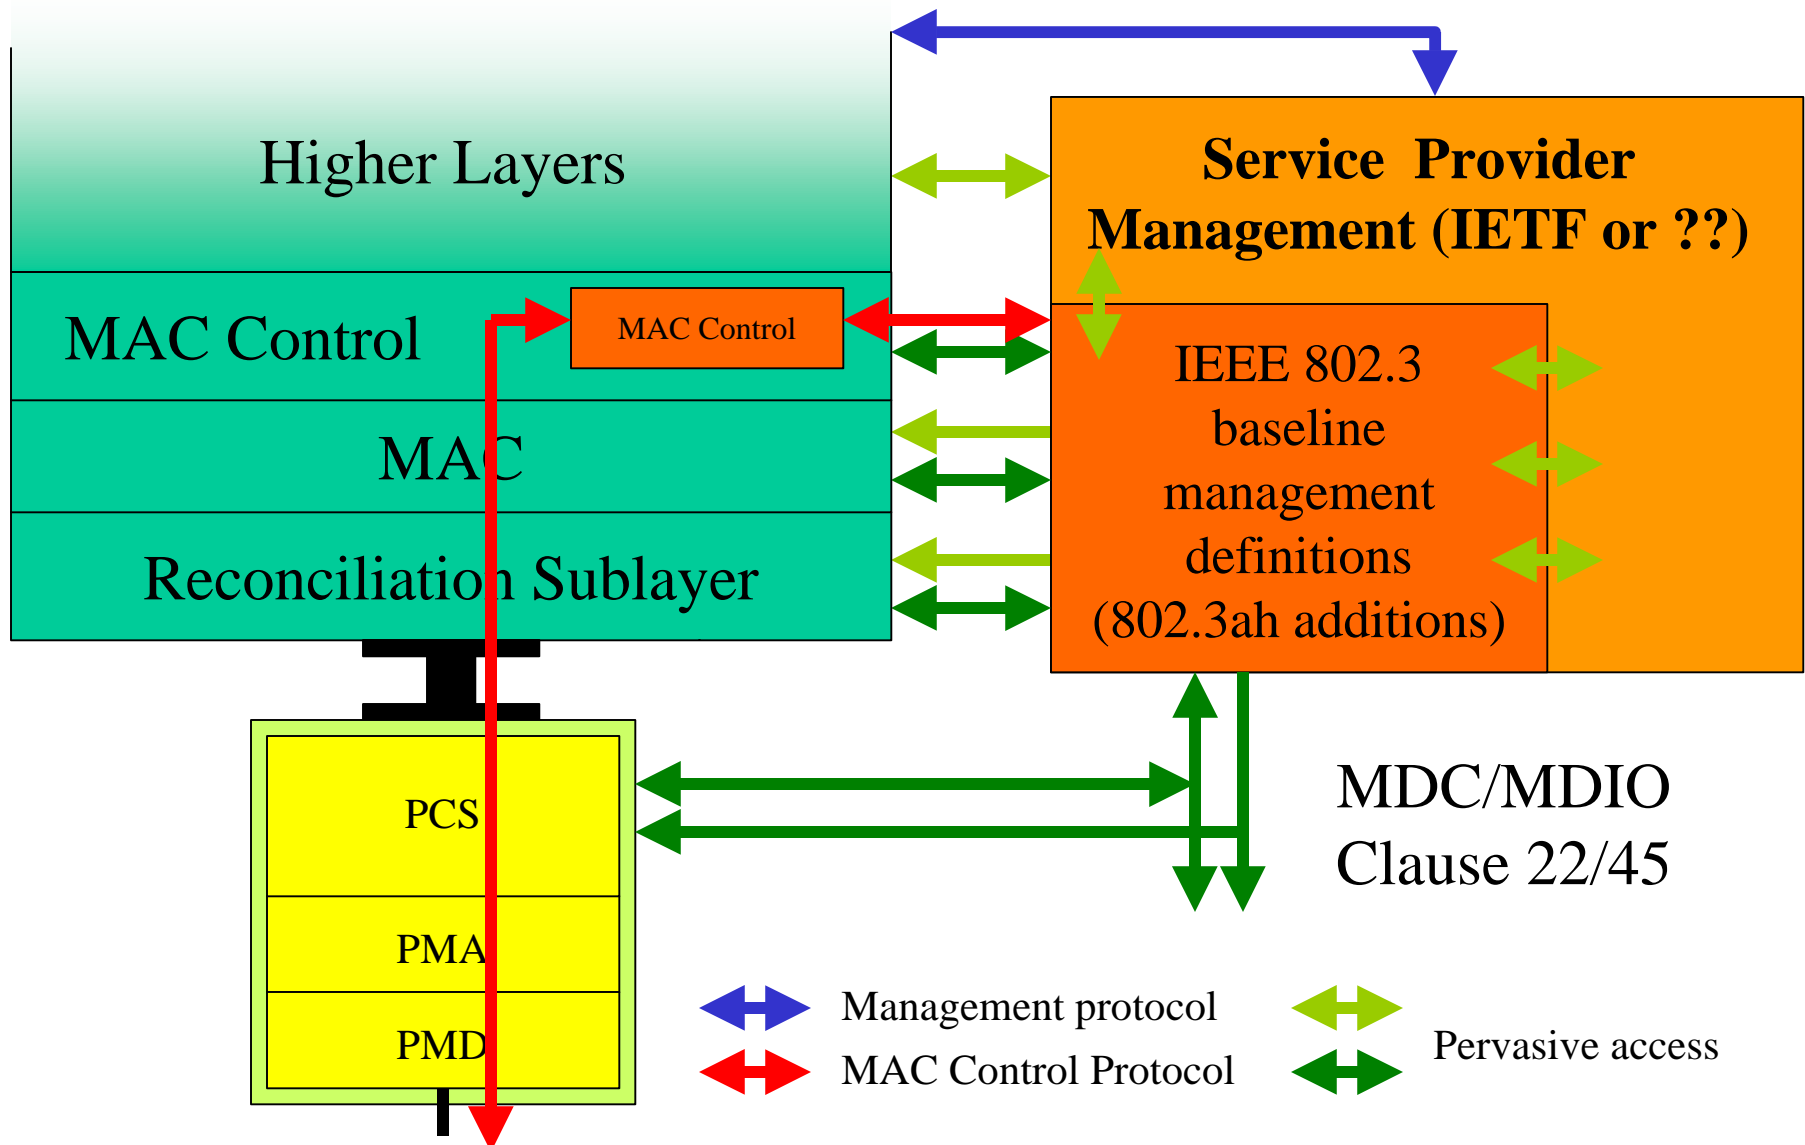 Higher Layers
Service Provider
Management (IETF or ??)
MAC Control
MAC Control
IEEE 802.3
baseline
management
definitions
(802.3ah additions)
MAC
Reconciliation Sublayer
PCS
PMA
PMD
MDC/MDIO
Clause 22/45
Management protocol
MAC Control Protocol
Pervasive access